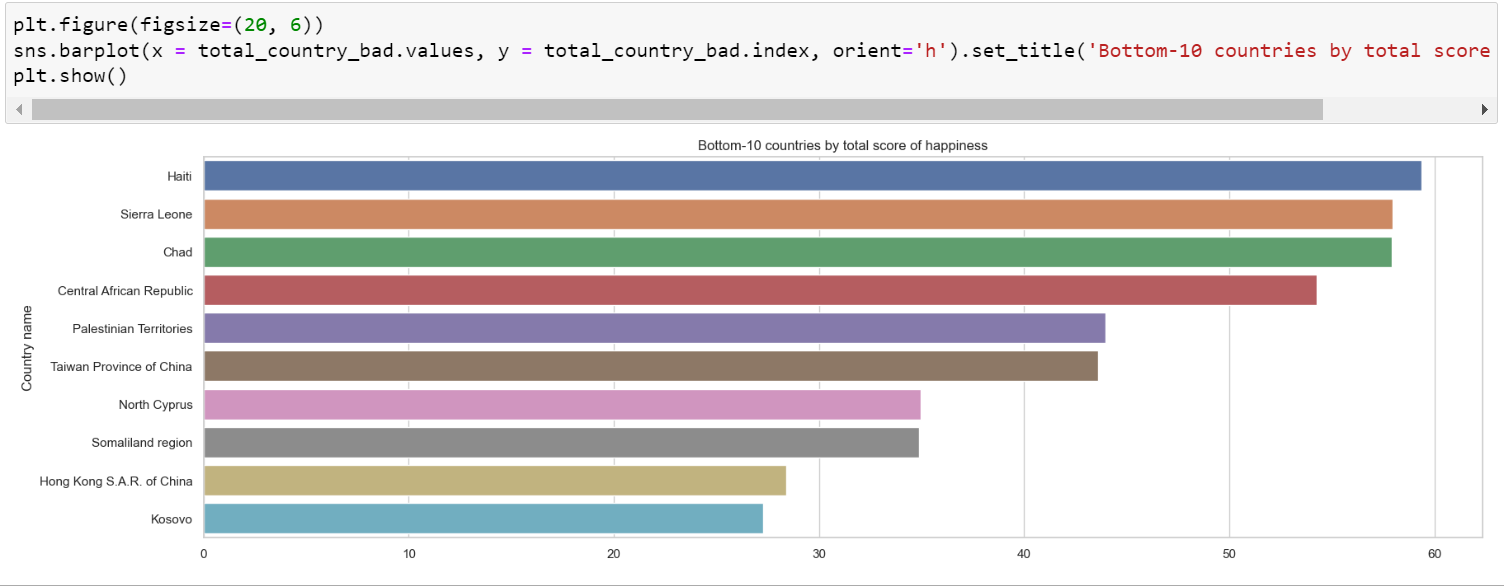 plt.figure(figsize=(20, 6))
sns.barplot(x = total_country_bad.values, y = total_country_bad.index, orient='h').set_title('Bottom-10 countries by total score
plt.show()
Bottom-10 countries by total score of happiness
Haiti
Sierra Leone
Chad
Central African Republic
Palestinian Territories
Taiwan Province of China
North Cyprus
Somaliland region
Hong Kong S.A.R. of China
Kosovo
Country name
0 10 20 30 40 50 60